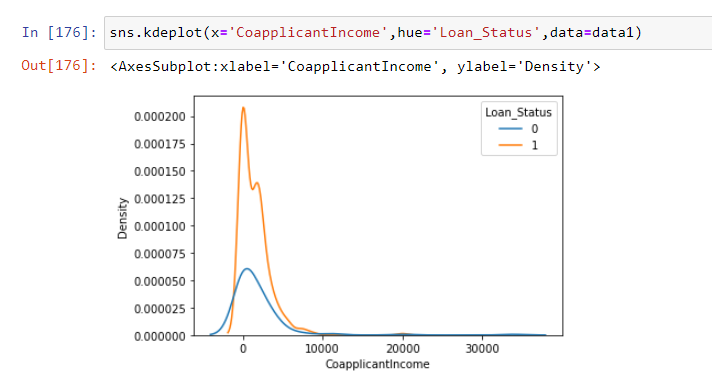 In [176]: sns.kdeplot(x='CoapplicantIncome',hue='Loan_Status',data=data1)
Out[176]: <AxesSubplot:xlabel='CoapplicantIncome', ylabel='Density'>
Loan_Status
0
1
0.000200
0.000175
0.000150
0.000125
0.000100
0.000075
0.000050
0.000025
0.000000
Density
0 10000 20000 30000
CoapplicantIncome